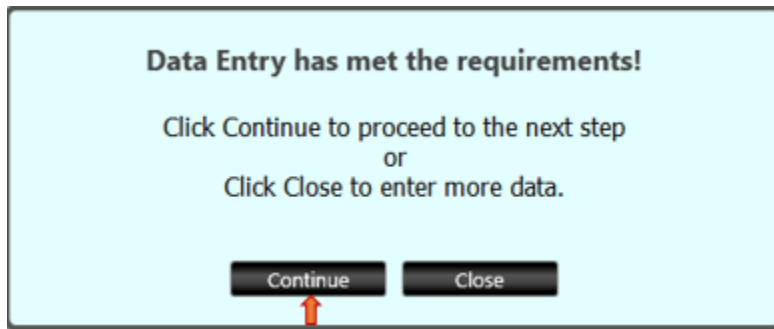 Data Entry has met the requirements!
Click Continue to proceed to the next step
or
Click Close to enter more data.
Continue Close